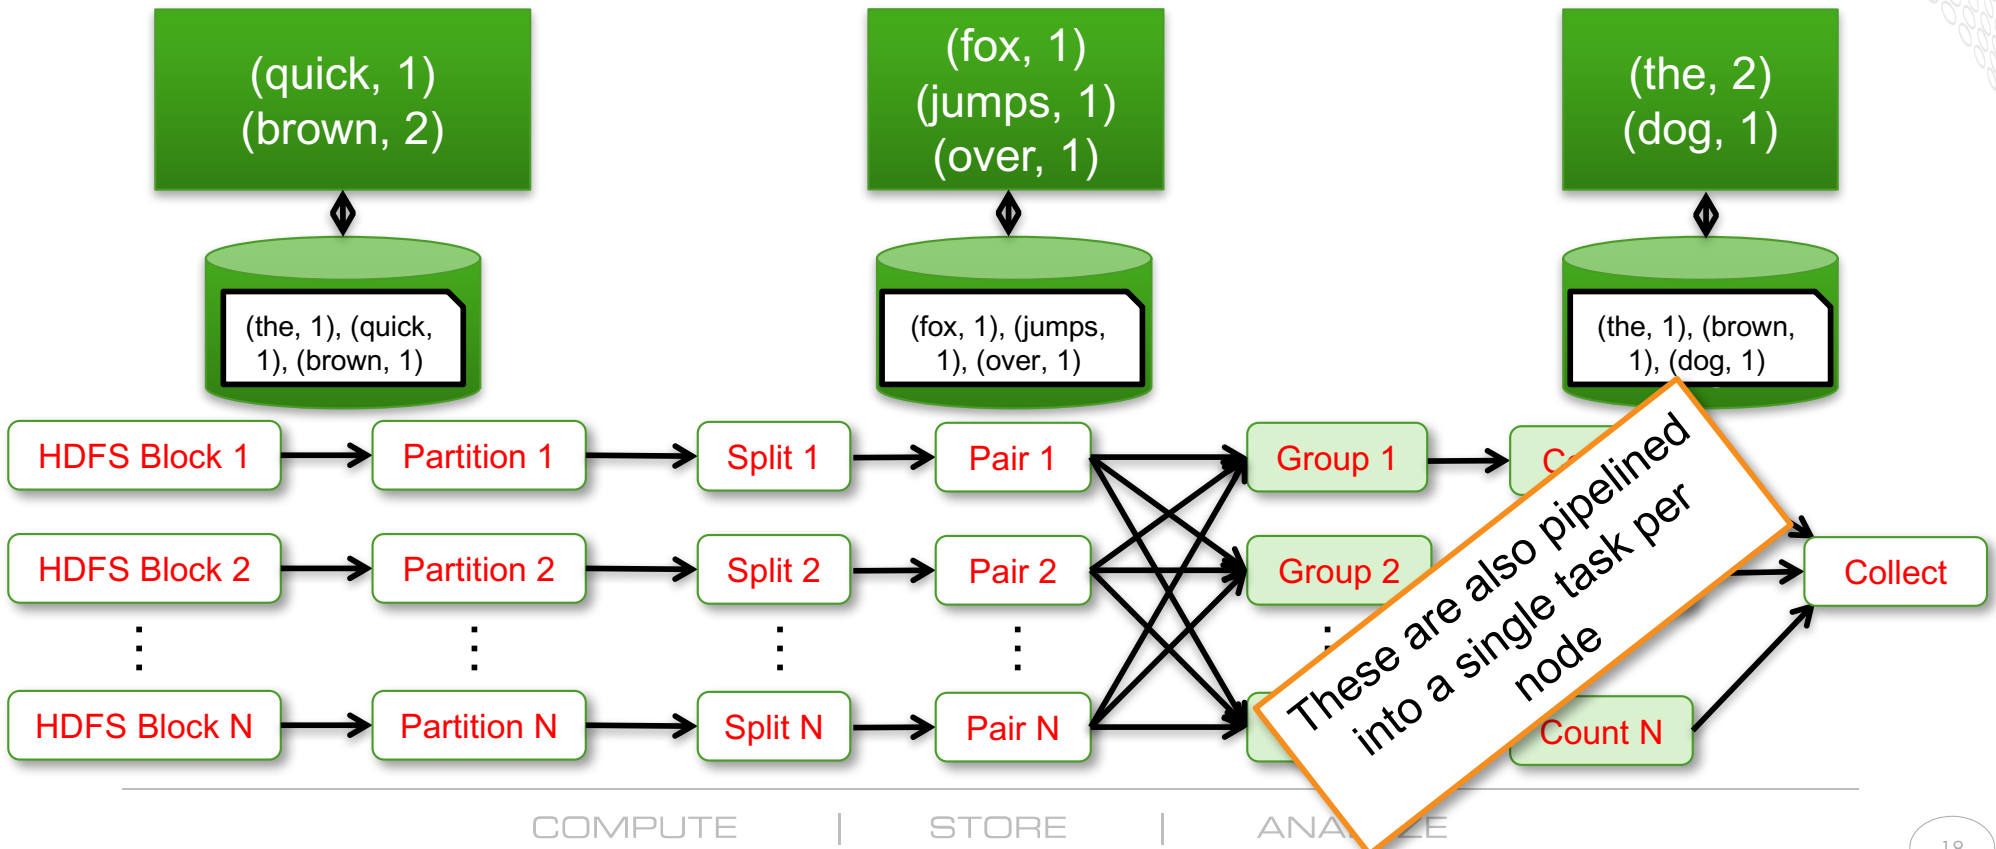 (quick, 1)
(brown, 2)
(fox, 1)
(jumps, 1)
(over, 1)
(the, 2)
(dog, 1)
(the, 1), (quick,
1), (brown, 1)
(fox, 1), (jumps,
1), (over, 1)
(the, 1), (brown,
1), (dog, 1)
HDFS Block 1
Partition 1
Split 1
Pair 1
Group 1
HDFS Block 2
Partition 2
Split 2
Pair 2
Group 2
Collect
HDFS Block N
Partition N
Split N
Pair N
Count N
These are also pipelined
into a single task per
node
COMPUTE | STORE |